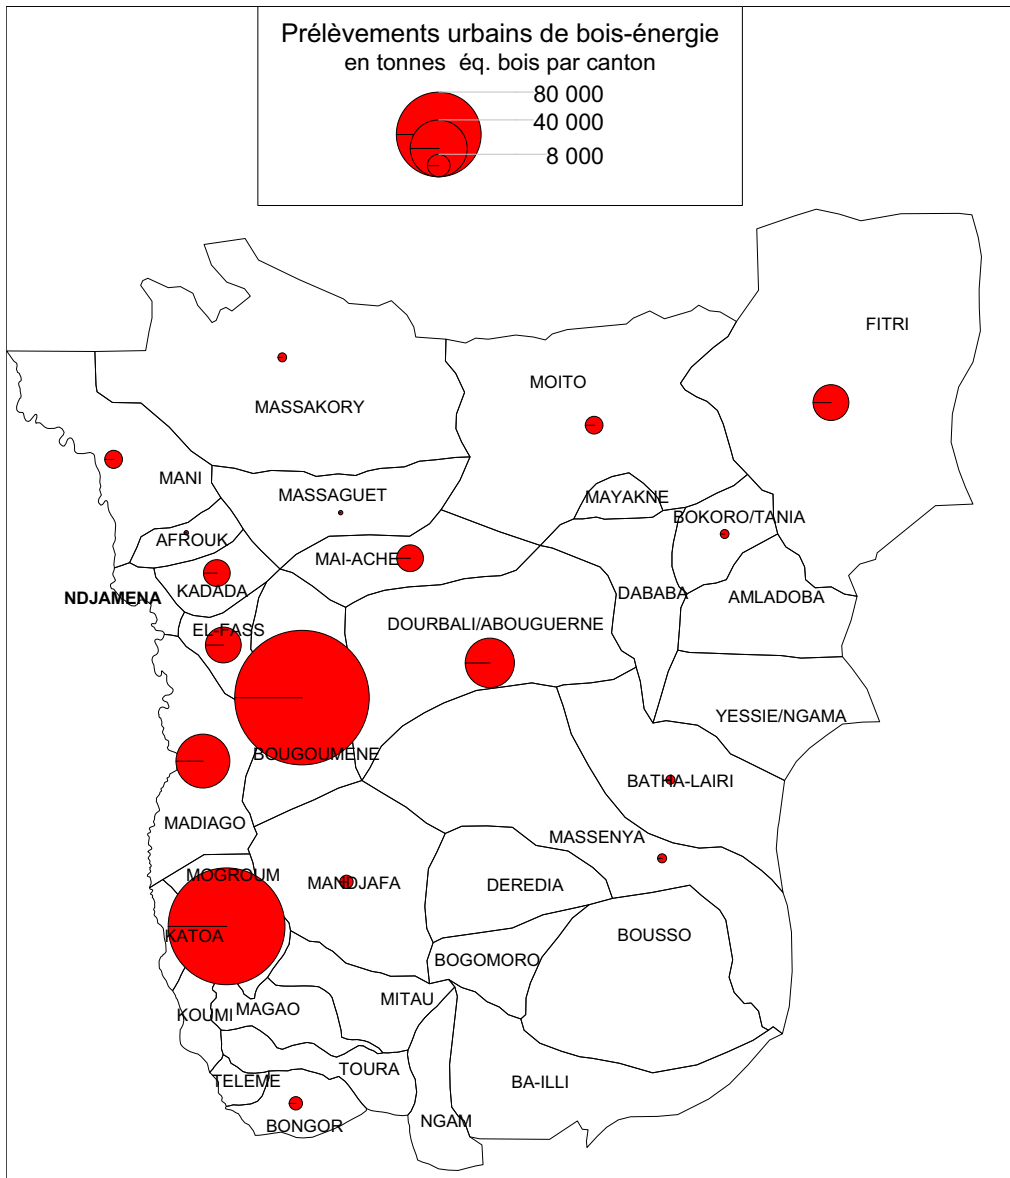 Prélèvements urbains de bois-énergie
en tonnes éq. bois par canton
80 000
40 000
8 000
FITRI
MOITO
MASSAKORY
MANI
MASSAGUET
MAYAKNE
BOKORO/TANIA
AFROUK
MAI-ACHE
KADADA
DABABA
AMLADOBA
NDJAMENA
EL-FASS
DOURBALI/ABOUGUERNE
YESSIE/NGAMA
BOUGOUMENE
BATHA-LAIRI
MADIAGO
MASSENYA
MOGROUM
MANDJAFA
DEREDIA
KATOA
BOUSSO
BOGOMORO
MITAU
KOUMI
MAGAO
TOURA
TELEME
BA-ILLI
BONGOR
NGAM